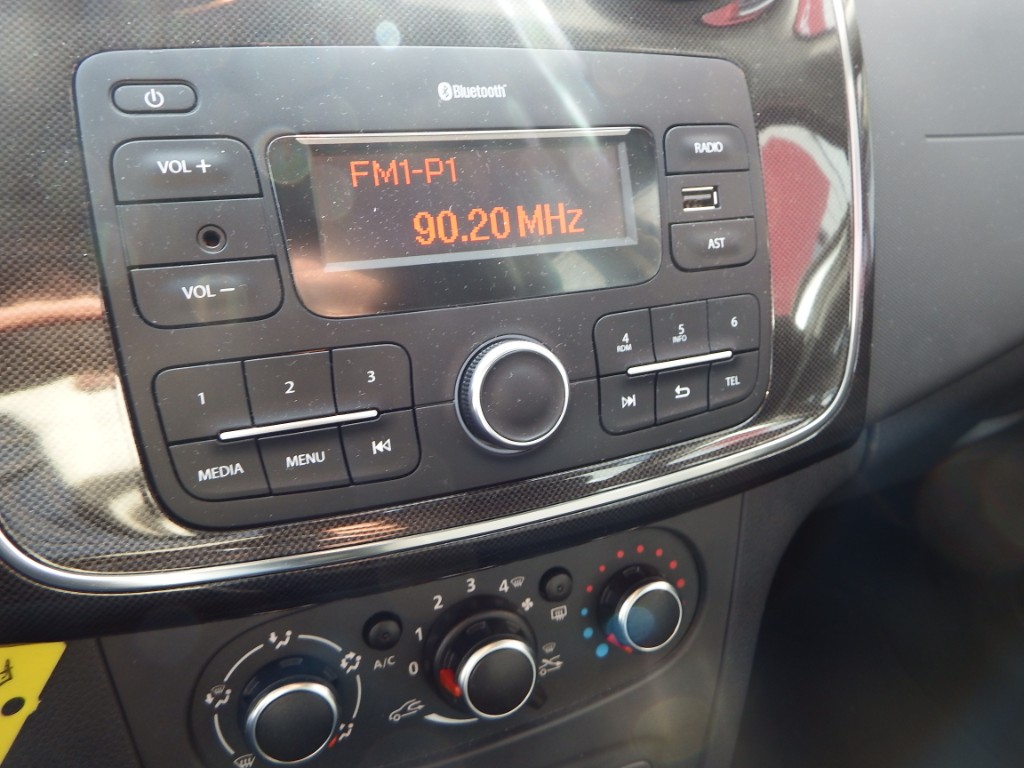 Bluetooth
VOL +
FM1-P1
RADIO
90.20 MHz
AST
VOL −
4
RDM
5
INFO
6
1
2
3
TEL
MEDIA
MENU
4
3
2
1
0
A/C